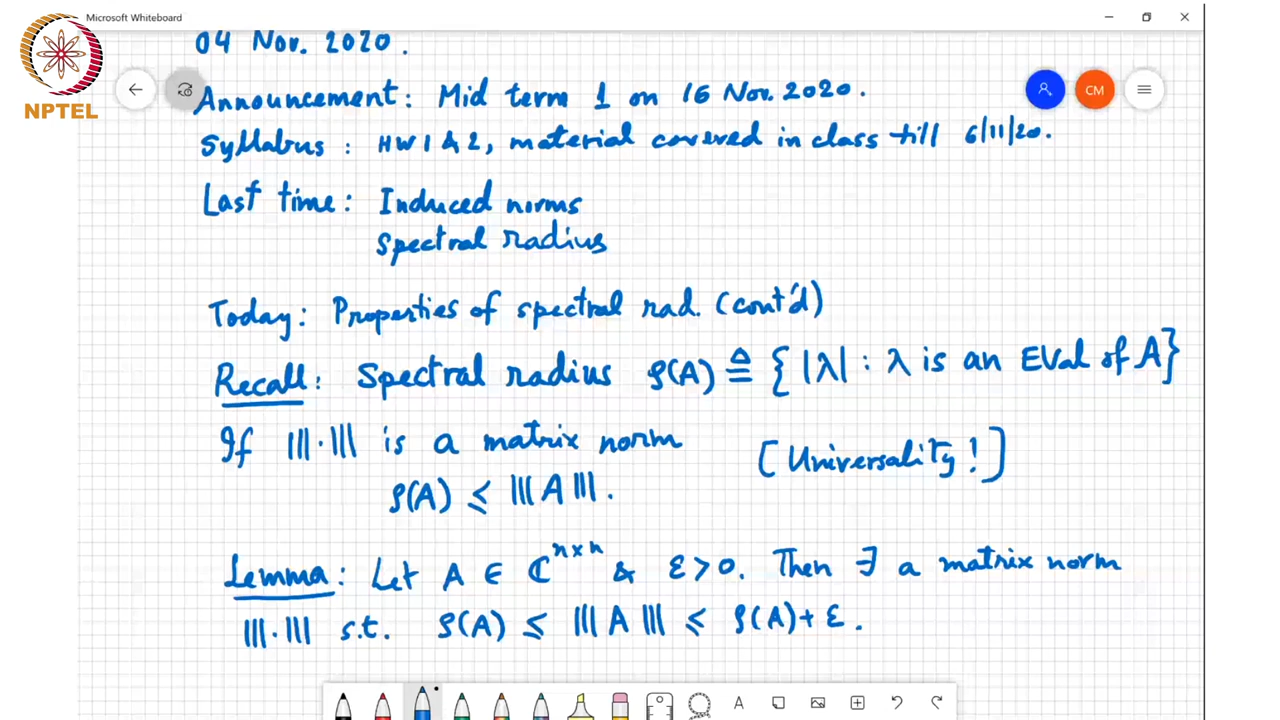 Microsoft Whiteboard
NPTEL
CM
04 Nov. 2020.
Announcement: Mid term 1 on 16 Nov. 2020.
Syllabus: HW 1 & 2, material covered in class till 6/11/20.
Last time: Induced norms
Spectral radius
Today: Properties of spectral rad. (cont'd)
Recall: Spectral radius ρ(A) ≜ { |λ| : λ is an EVal of A}
If |||·||| is a matrix norm [Universality!]
ρ(A) ≤ |||A|||.
Lemma: Let A ∈ ℂⁿˣⁿ & ε > 0. Then ∃ a matrix norm
|||·||| s.t. ρ(A) ≤ |||A||| ≤ ρ(A) + ε.
A